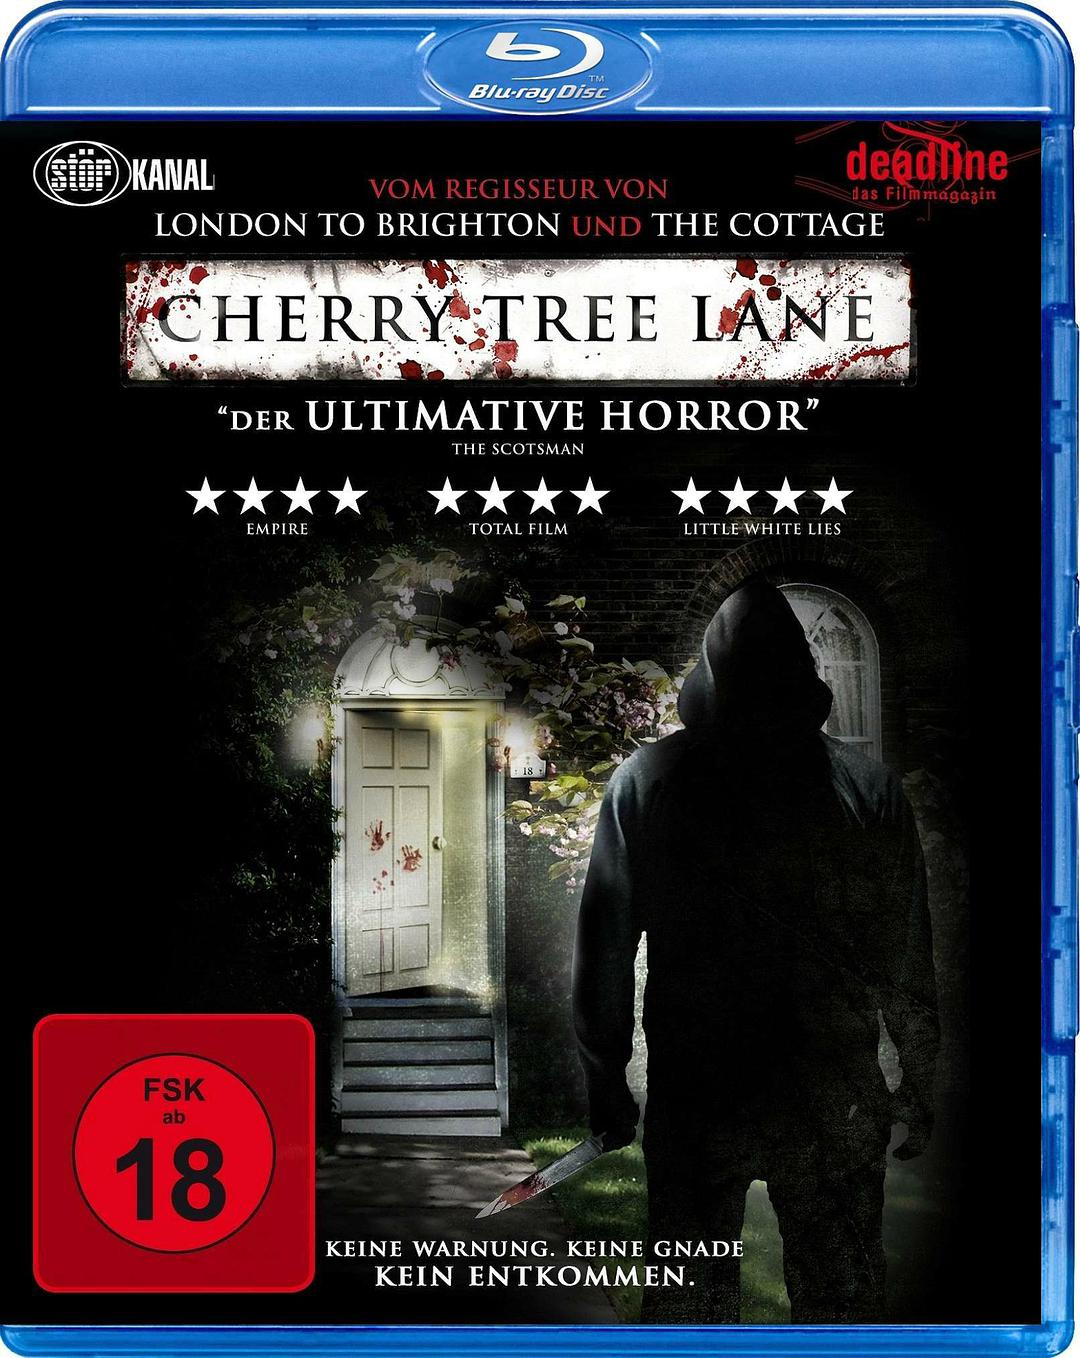 Blu-ray Disc™
stör KANAL
deadline
das Filmmagazin
VOM REGISSEUR VON
LONDON TO BRIGHTON UND THE COTTAGE
CHERRY TREE LANE
“DER ULTIMATIVE HORROR”
THE SCOTSMAN
EMPIRE
TOTAL FILM
LITTLE WHITE LIES
18
FSK
ab
18
KEINE WARNUNG. KEINE GNADE
KEIN ENTKOMMEN.